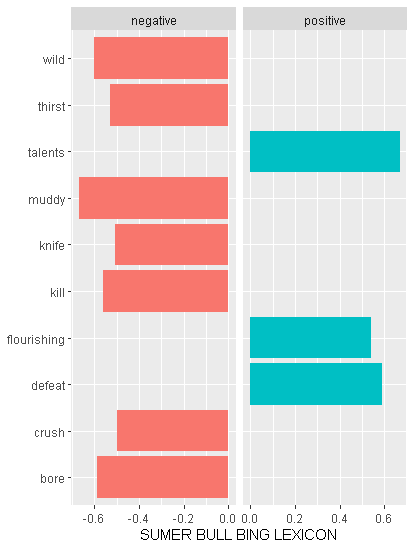 negative positive
wild
thirst
talents
muddy
knife
kill
flourishing
defeat
crush
bore
-0.6 -0.4 -0.2 0.0 0.0 0.2 0.4 0.6
SUMER BULL BING LEXICON